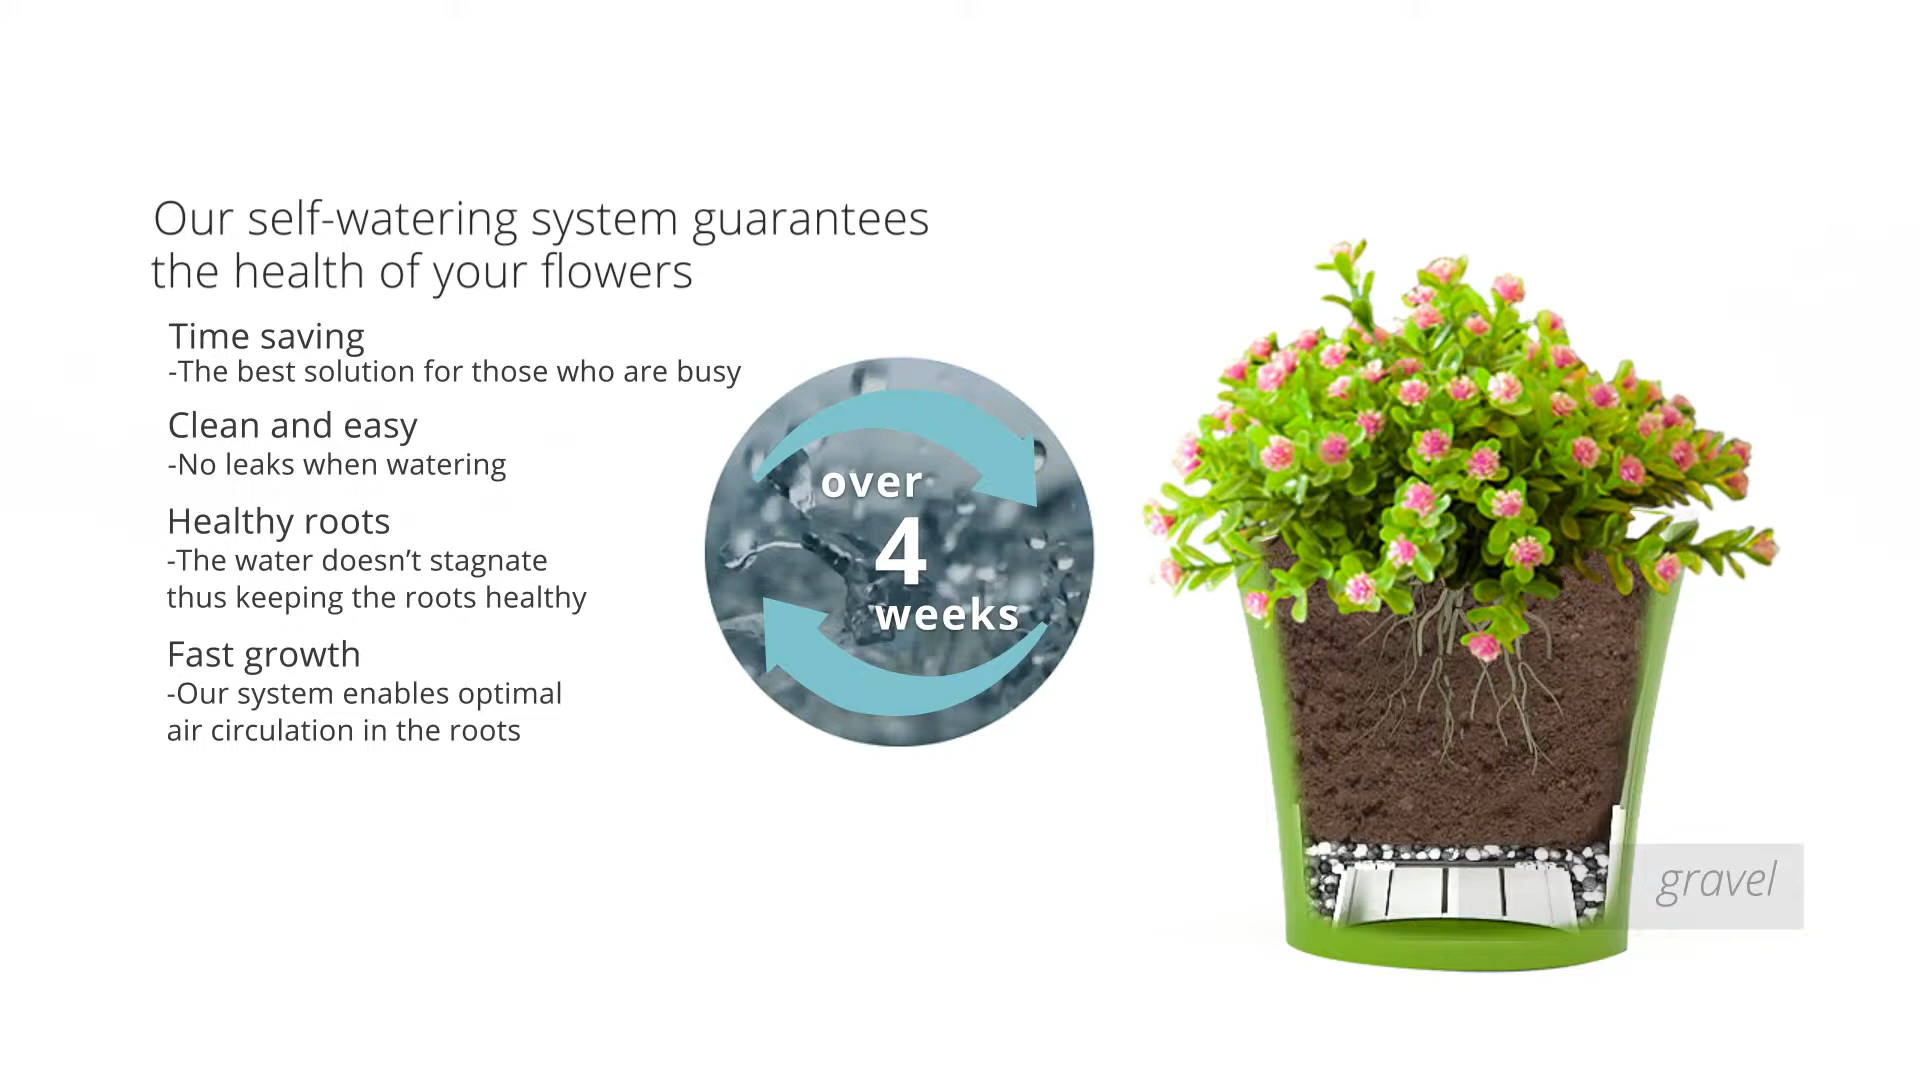 Our self-watering system guarantees
the health of your flowers
Time saving
-The best solution for those who are busy
Clean and easy
-No leaks when watering
Healthy roots
-The water doesn’t stagnate
thus keeping the roots healthy
Fast growth
-Our system enables optimal
air circulation in the roots
over
4
weeks
gravel